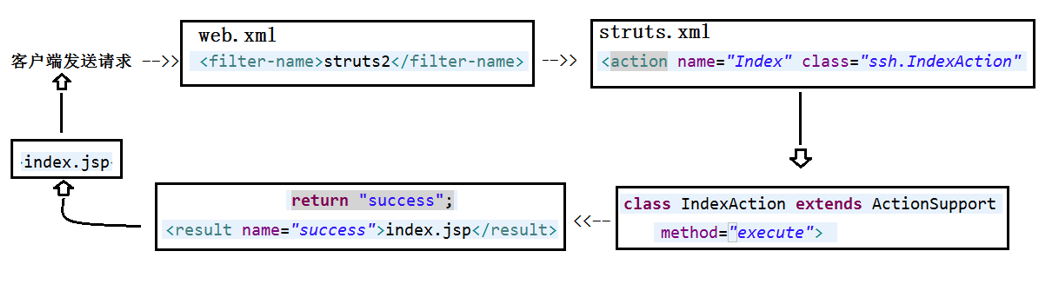 web.xml
客户端发送请求 -->> <filter-name>struts2</filter-name> -->>
struts.xml
<action name="Index" class="ssh.IndexAction"
class IndexAction extends ActionSupport
method="execute">
<<--
return "success";
<result name="success">index.jsp</result>
index.jsp